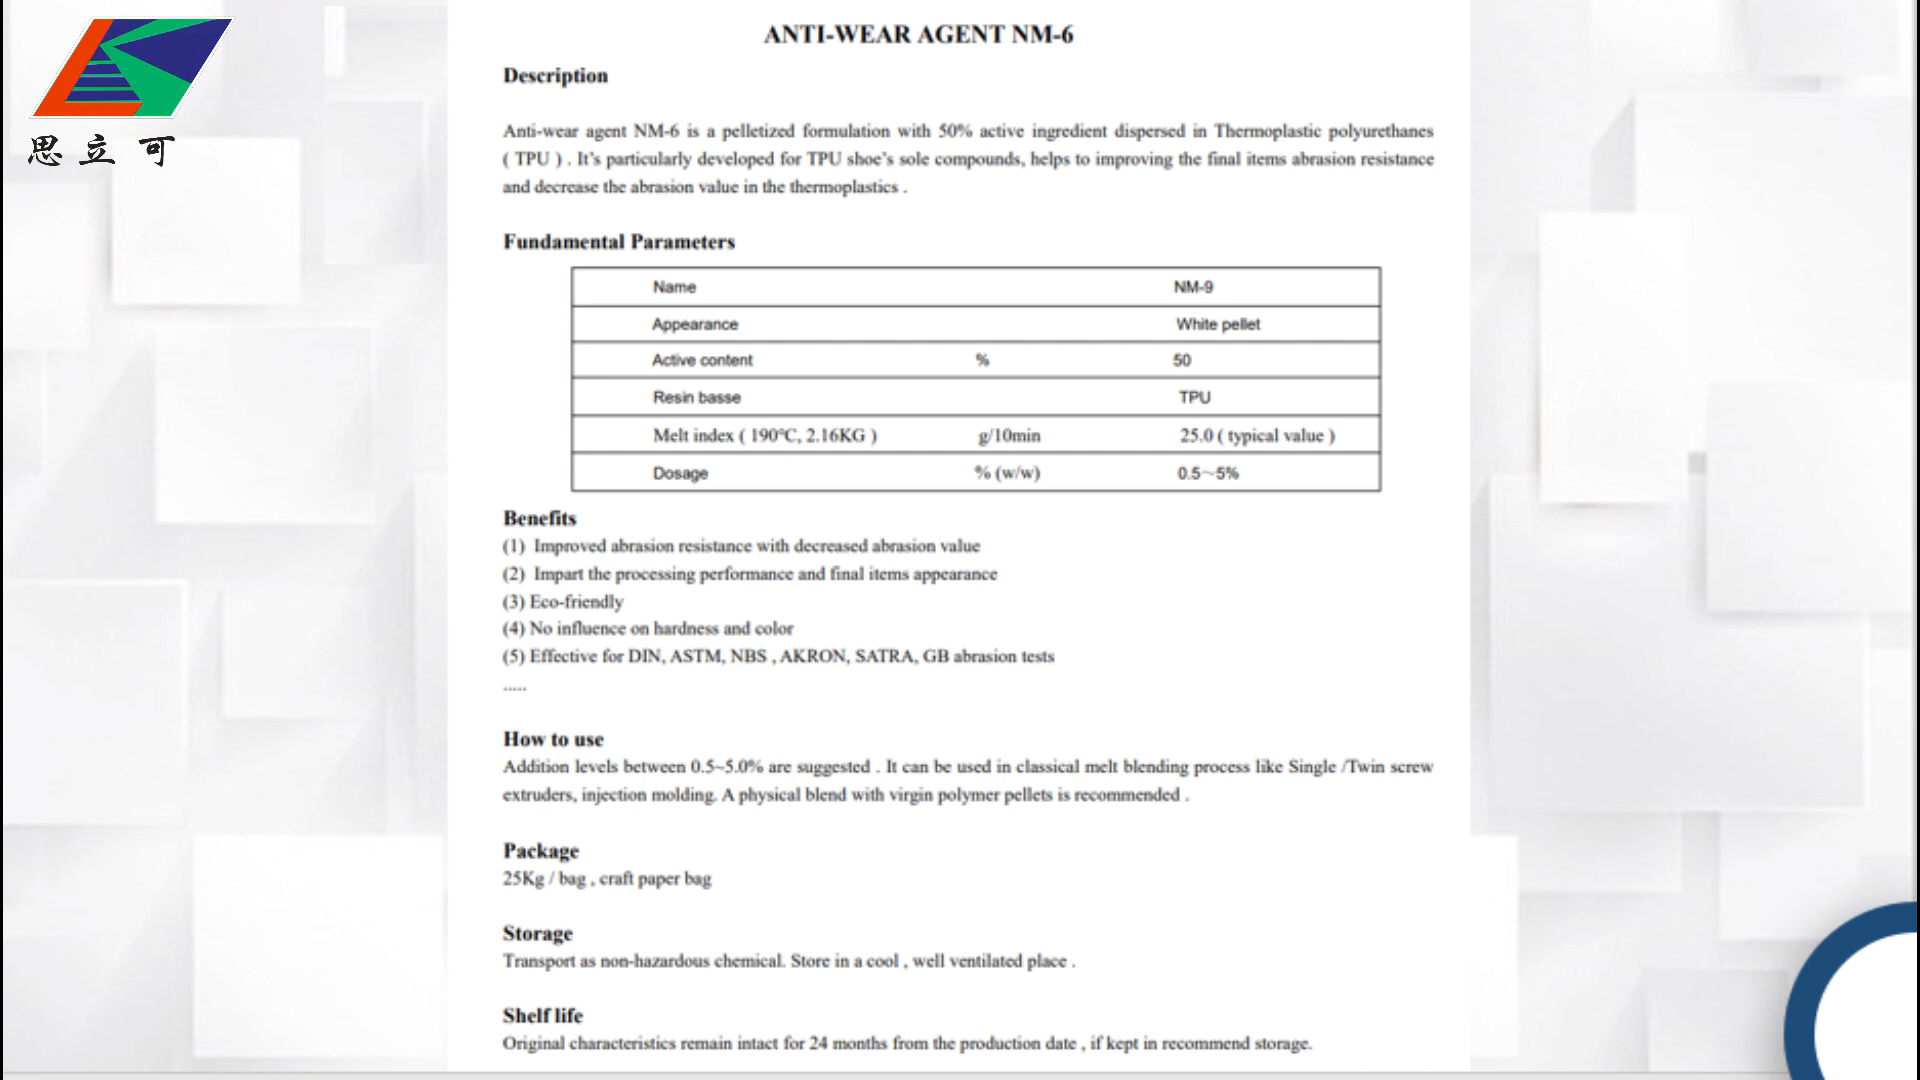 思立可
ANTI-WEAR AGENT NM-6
Description
Anti-wear agent NM-6 is a pelletized formulation with 50% active ingredient dispersed in Thermoplastic polyurethanes
( TPU ) . It's particularly developed for TPU shoe's sole compounds, helps to improving the final items abrasion resistance
and decrease the abrasion value in the thermoplastics .
Fundamental Parameters
Name NM-9
Appearance White pellet
Active content % 50
Resin basse TPU
Melt index ( 190℃, 2.16KG ) g/10min 25.0 ( typical value )
Dosage % (w/w) 0.5~5%
Benefits
(1) Improved abrasion resistance with decreased abrasion value
(2) Impart the processing performance and final items appearance
(3) Eco-friendly
(4) No influence on hardness and color
(5) Effective for DIN, ASTM, NBS , AKRON, SATRA, GB abrasion tests
.....
How to use
Addition levels between 0.5~5.0% are suggested . It can be used in classical melt blending process like Single /Twin screw
extruders, injection molding. A physical blend with virgin polymer pellets is recommended .
Package
25Kg / bag , craft paper bag
Storage
Transport as non-hazardous chemical. Store in a cool , well ventilated place .
Shelf life
Original characteristics remain intact for 24 months from the production date , if kept in recommend storage.